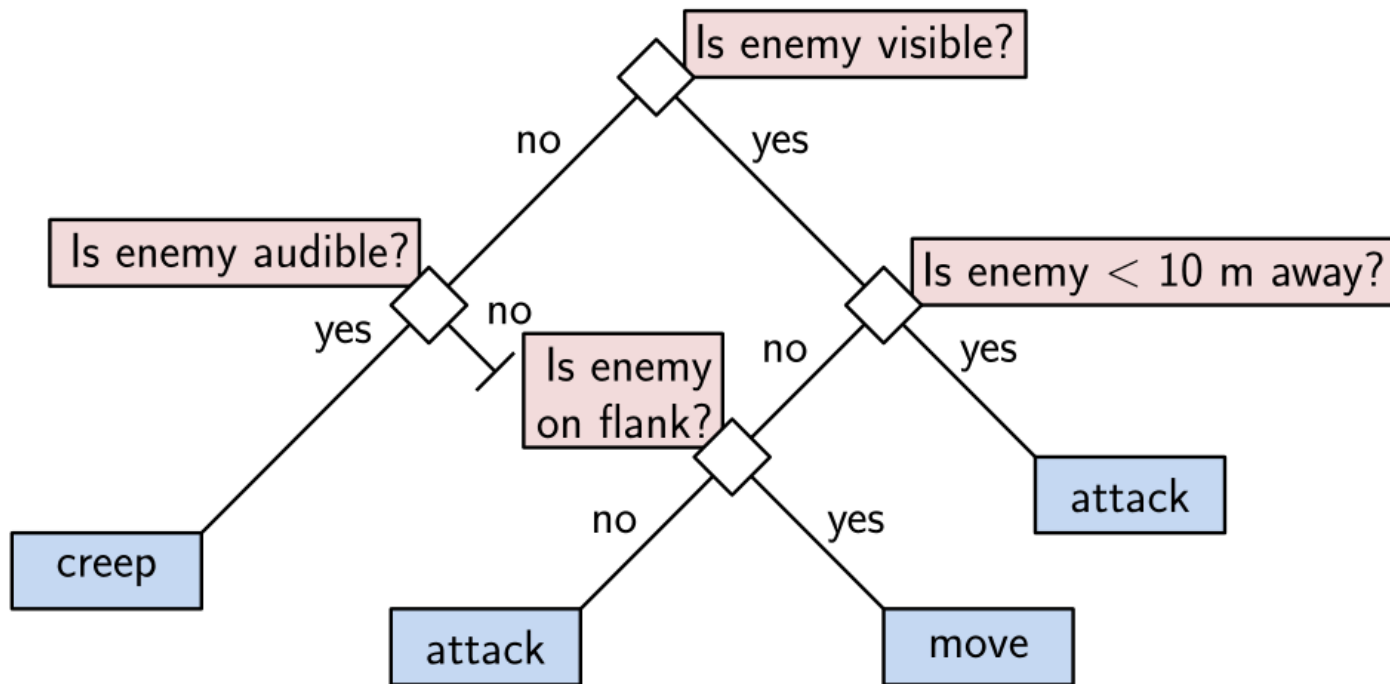 Is enemy visible?
no
yes
Is enemy audible?
Is enemy < 10 m away?
yes
no
no
yes
Is enemy
on flank?
attack
no
yes
creep
attack
move